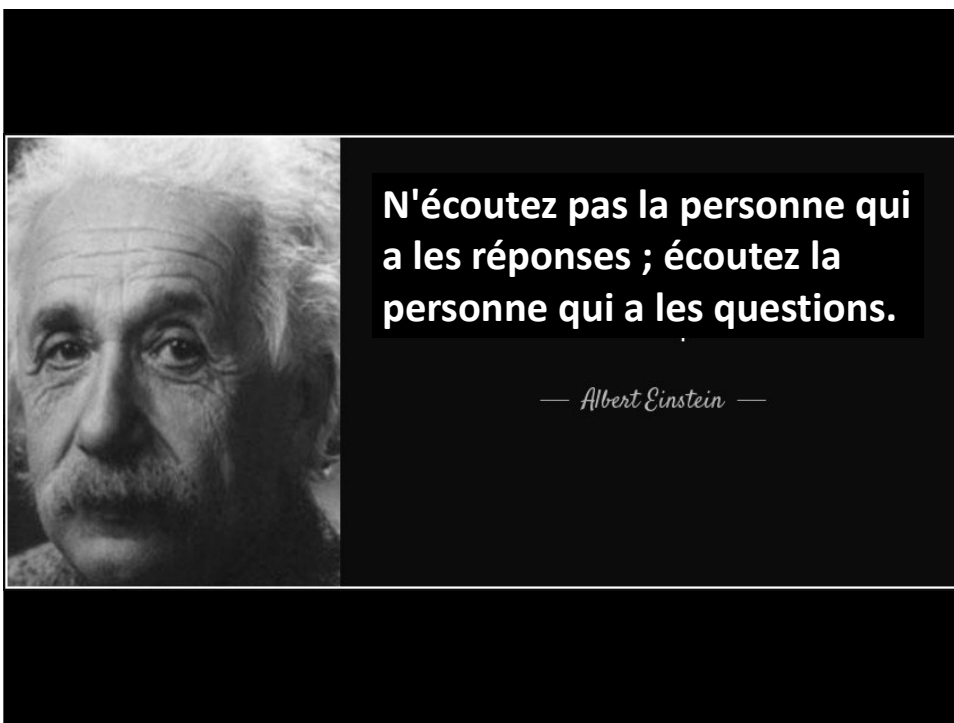 N'écoutez pas la personne qui
a les réponses ; écoutez la
personne qui a les questions.
— Albert Einstein —